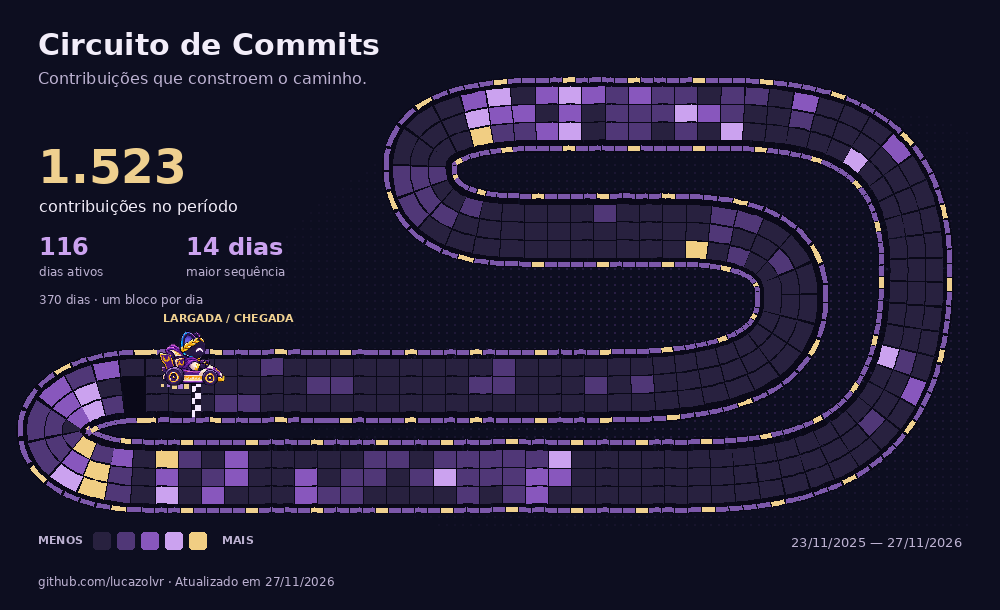 Circuito de Commits
Contribuições que constroem o caminho.
1.523
contribuições no período
116
dias ativos
14 dias
maior sequência
370 dias · um bloco por dia
LARGADA / CHEGADA
MENOS
MAIS
23/11/2025 — 27/11/2026
github.com/lucazolvr · Atualizado em 27/11/2026